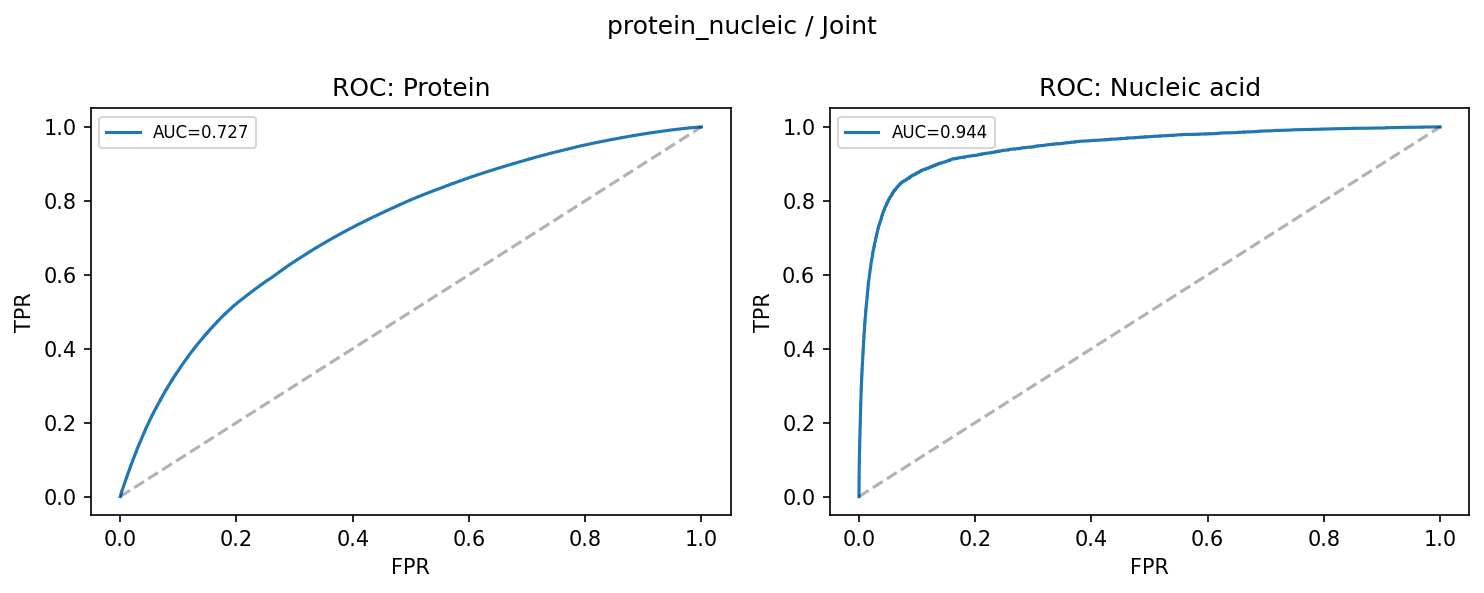 protein_nucleic / Joint
ROC: Protein
AUC=0.727
1.0
0.8
0.6
0.4
0.2
0.0
TPR
0.0 0.2 0.4 0.6 0.8 1.0
FPR
ROC: Nucleic acid
AUC=0.944
1.0
0.8
0.6
0.4
0.2
0.0
TPR
0.0 0.2 0.4 0.6 0.8 1.0
FPR